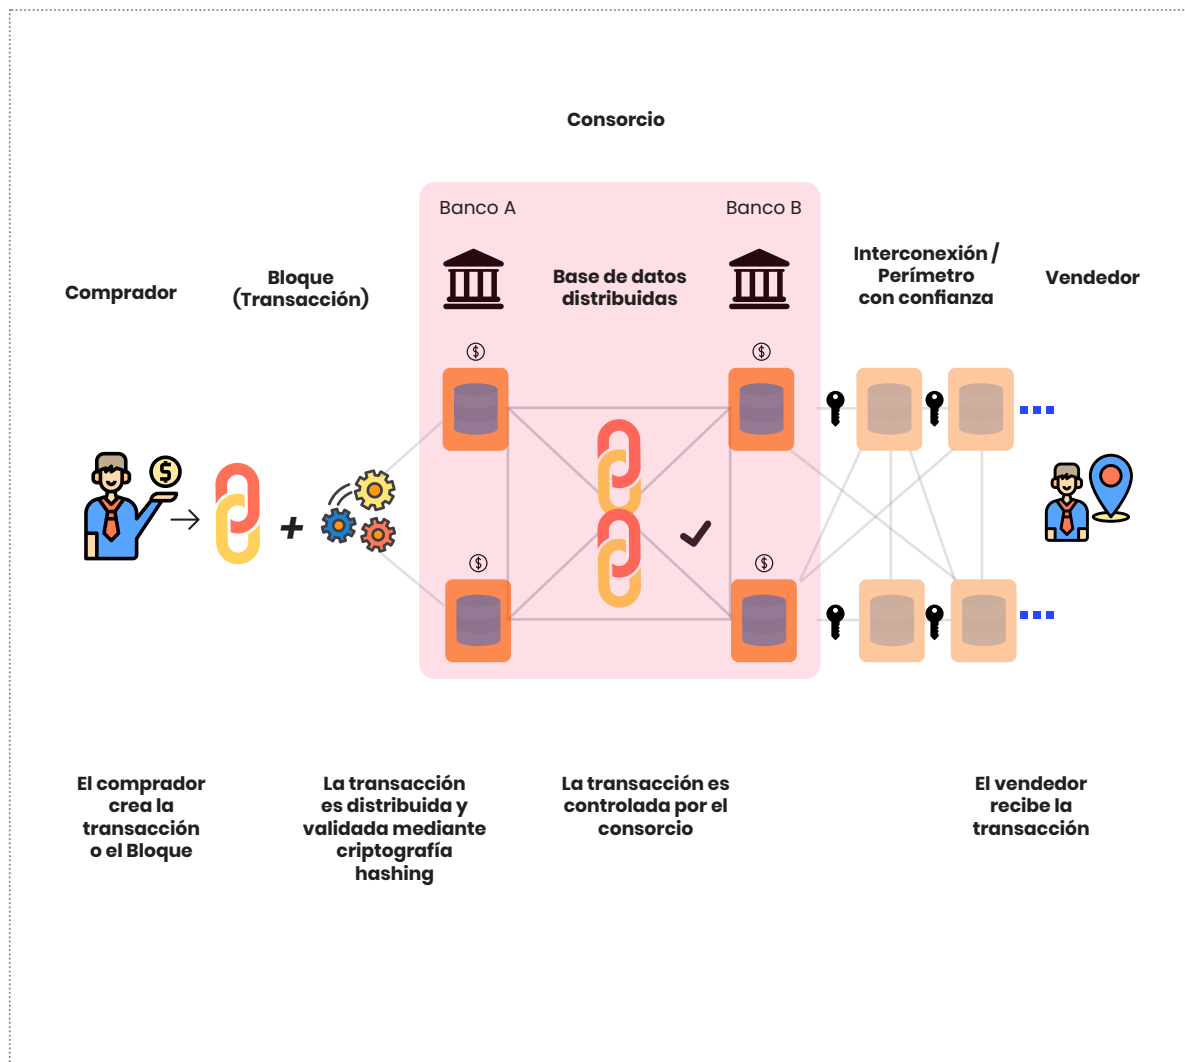 Consorcio
Banco A
Banco B
Comprador
Bloque
(Transacción)
Base de datos
distribuidas
Interconexión /
Perímetro
con confianza
Vendedor
El comprador
crea la
transacción
o el Bloque
La transacción
es distribuida y
validada mediante
criptografía
hashing
La transacción es
controlada por el
consorcio
El vendedor
recibe la
transacción